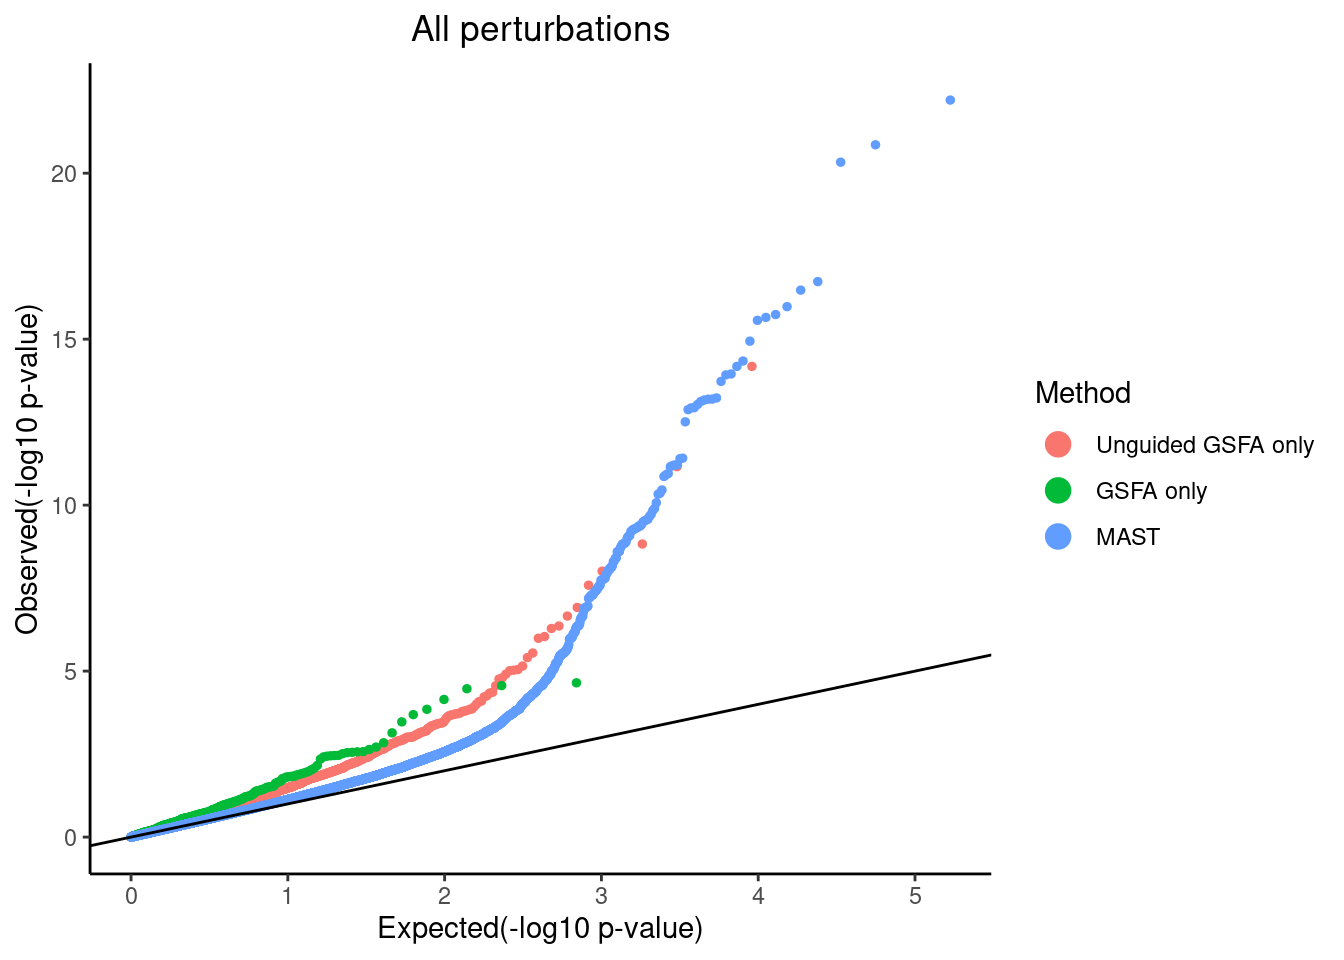 All perturbations
Observed(-log10 p-value)
20
15
10
5
0
0 1 2 3 4 5
Expected(-log10 p-value)
Method
Unguided GSFA only
GSFA only
MAST